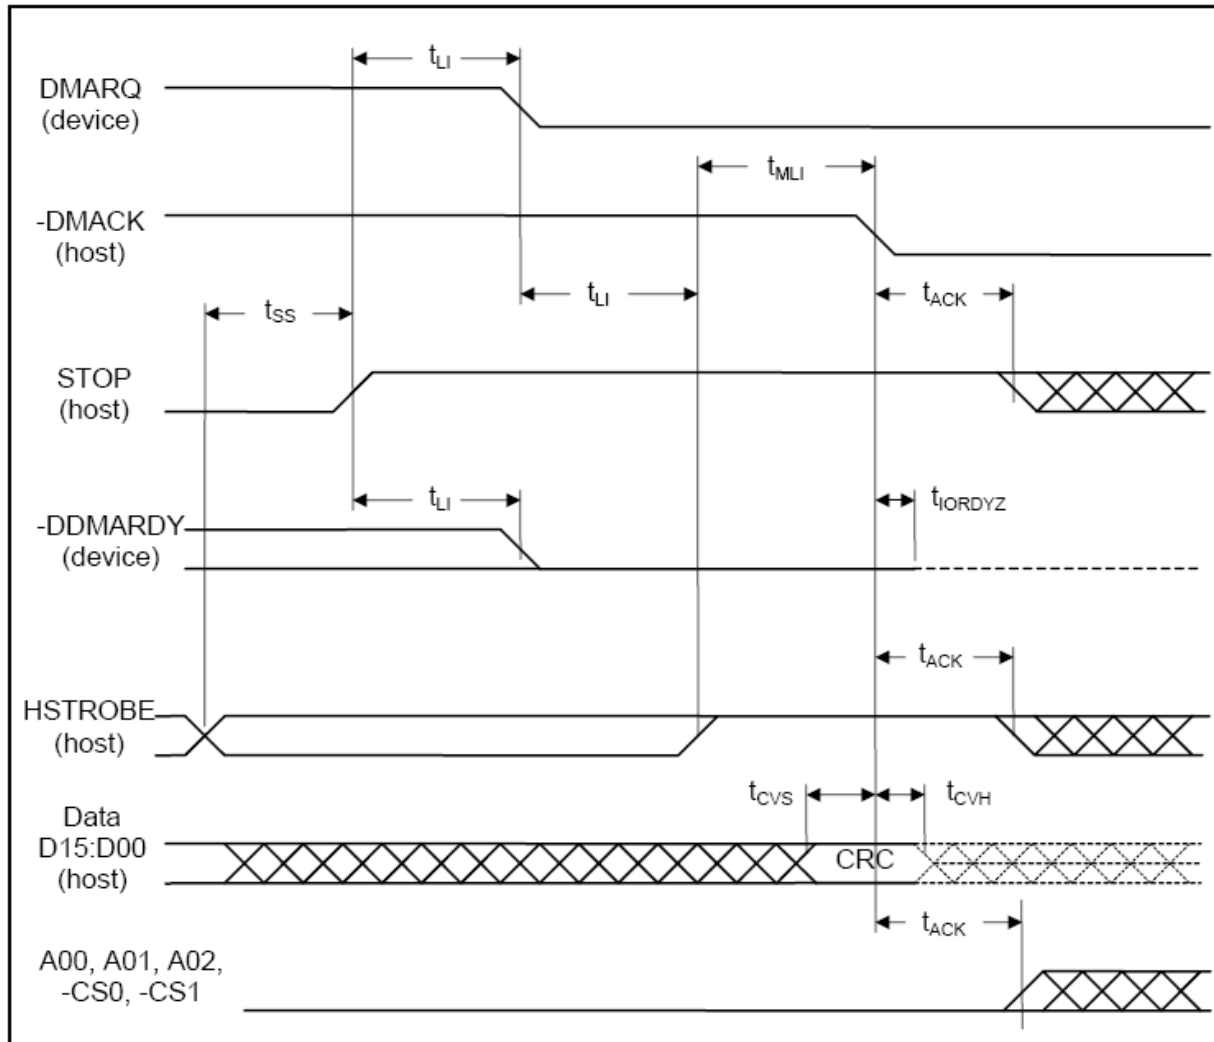 tLI
DMARQ
(device)
tMLI
-DMACK
(host)
tSS
tLI
tACK
STOP
(host)
tLI
tIORDYZ
-DDMARDY
(device)
tACK
HSTROBE
(host)
tCVS
tCVH
Data
D15:D00
(host)
CRC
tACK
A00, A01, A02,
-CS0, -CS1